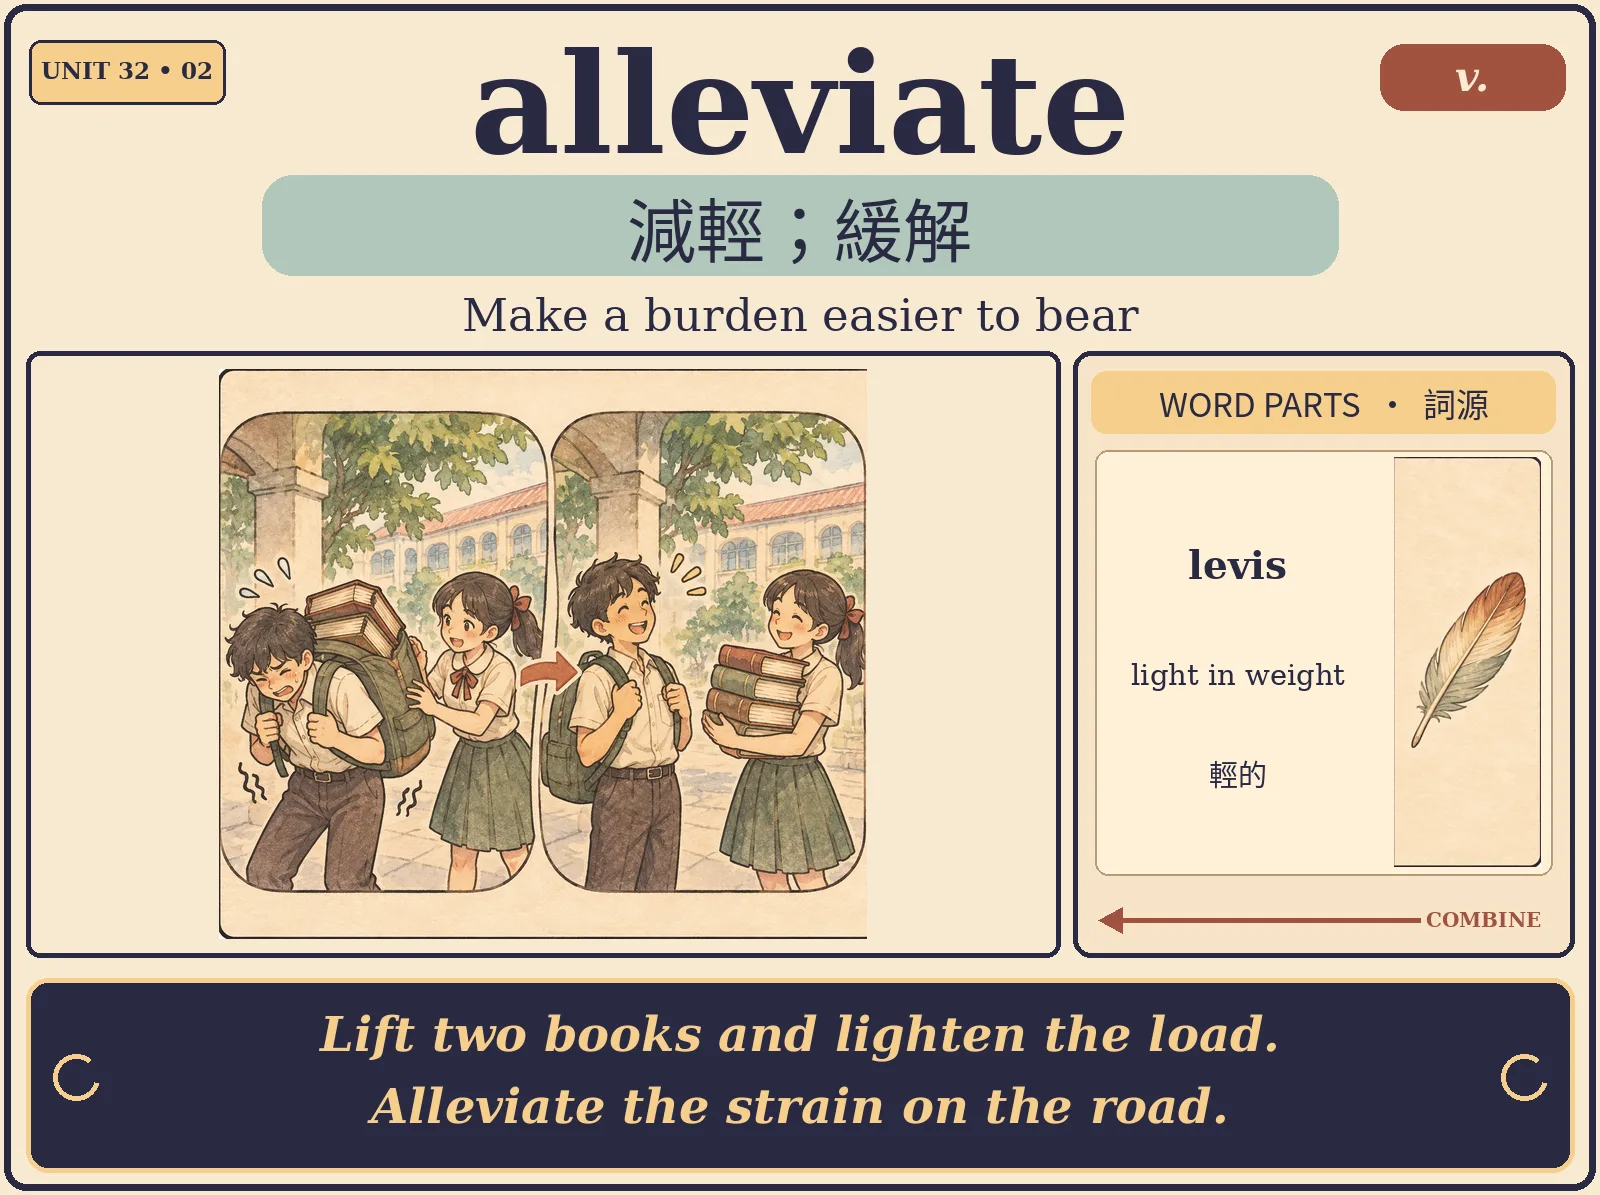 UNIT 32 • 02
alleviate
v.
減輕；緩解
Make a burden easier to bear
WORD PARTS ・ 詞源
levis
light in weight
輕的
COMBINE
Lift two books and lighten the load.
Alleviate the strain on the road.